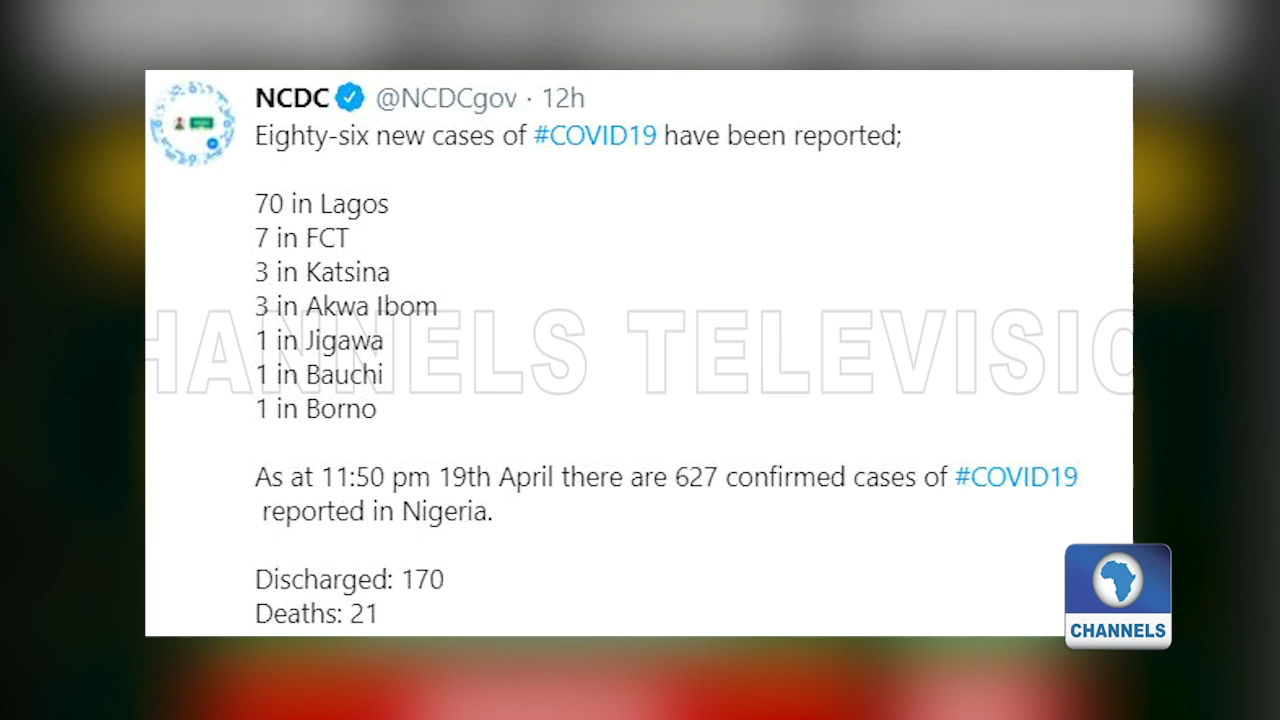 NCDC @NCDCgov · 12h
Eighty-six new cases of #COVID19 have been reported;
70 in Lagos
7 in FCT
3 in Katsina
3 in Akwa Ibom
1 in Jigawa
1 in Bauchi
1 in Borno
CHANNELS TELEVISIO
As at 11:50 pm 19th April there are 627 confirmed cases of #COVID19
reported in Nigeria.
Discharged: 170
Deaths: 21
CHANNELS